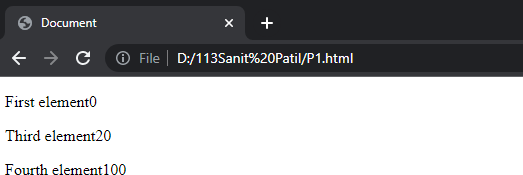 Document
File D:/113Sanit%20Patil/P1.html
First element0
Third element20
Fourth element100